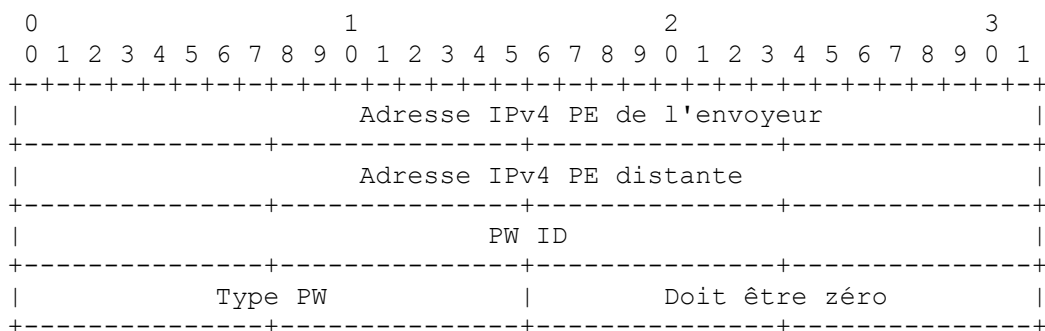 0                   1                   2                   3
 0 1 2 3 4 5 6 7 8 9 0 1 2 3 4 5 6 7 8 9 0 1 2 3 4 5 6 7 8 9 0 1
+-+-+-+-+-+-+-+-+-+-+-+-+-+-+-+-+-+-+-+-+-+-+-+-+-+-+-+-+-+-+-+-+
|                    Adresse IPv4 PE de l'envoyeur              |
+---------------+---------------+---------------+---------------+
|                    Adresse IPv4 PE distante                   |
+---------------+---------------+---------------+---------------+
|                            PW ID                              |
+---------------+---------------+---------------+---------------+
|            Type PW            |        Doit être zéro         |
+---------------+---------------+---------------+---------------+